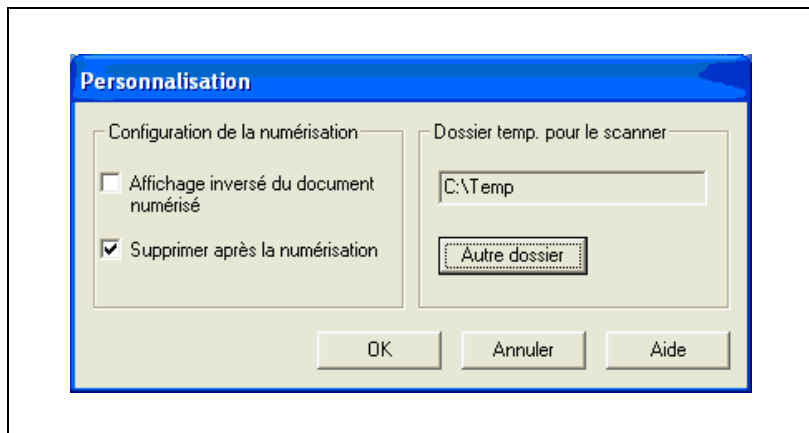 Personnalisation
Configuration de la numérisation
Affichage inversé du document
numérisé
Supprimer après la numérisation
Dossier temp. pour le scanner
C:\Temp
Autre dossier
OK
Annuler
Aide